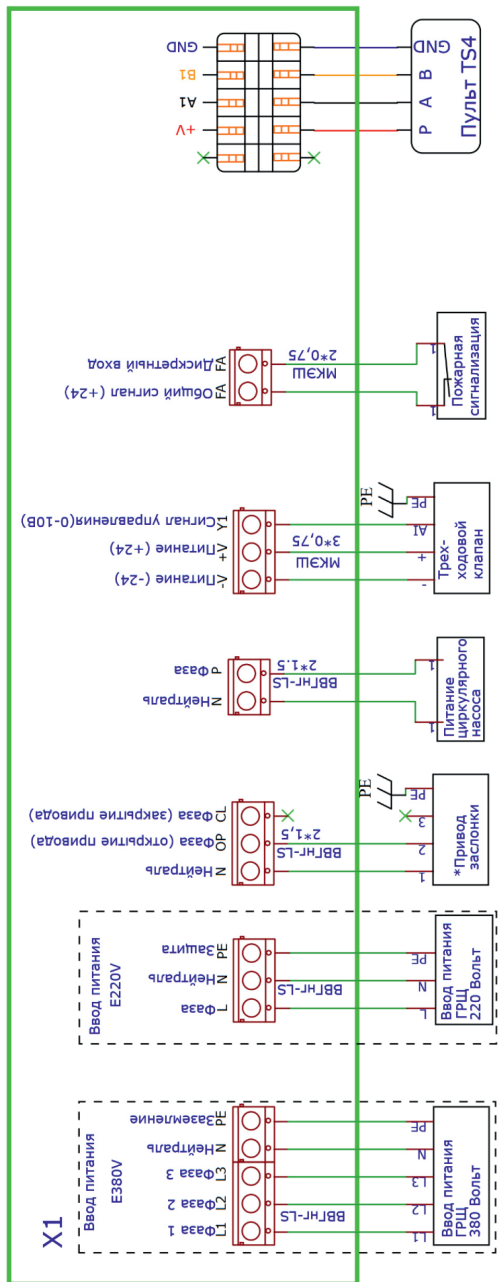 GND
B1
A1
+V
GND
B
A
P
Пульт TS4
Дискретный вход FA
Общий сигнал (+24) FA
МКЭШ
2*0,75
1
1
Пожарная
сигнализация
Сигнал управления(0-10В) Y1
Питание (+24) +V
Питание (-24) -V
МКЭШ
3*0,75
PE
PE
AI
+
-
Трех-
ходовой
клапан
Фаза P
Нейтраль N
ВВГнг-LS
2*1.5
1
1
Питание
циркулярного
насоса
Фаза (закрытие привода) CL
Фаза (открытие привода) OP
Нейтраль N
ВВГнг-LS
2*1,5
PE
PE
3
2
1
*Привод
заслонки
Ввод питания
E220V
Защита PE
Нейтраль N
Фаза L
ВВГнг-LS
PE
N
L
Ввод питания
ГРЩ
220 Вольт
X1
Ввод питания
E380V
Заземление PE
Нейтраль N
Фаза 3 L3
Фаза 2 L2
Фаза 1 L1
ВВГнг-LS
PE
N
L3
L2
L1
Ввод питания
ГРЩ
380 Вольт